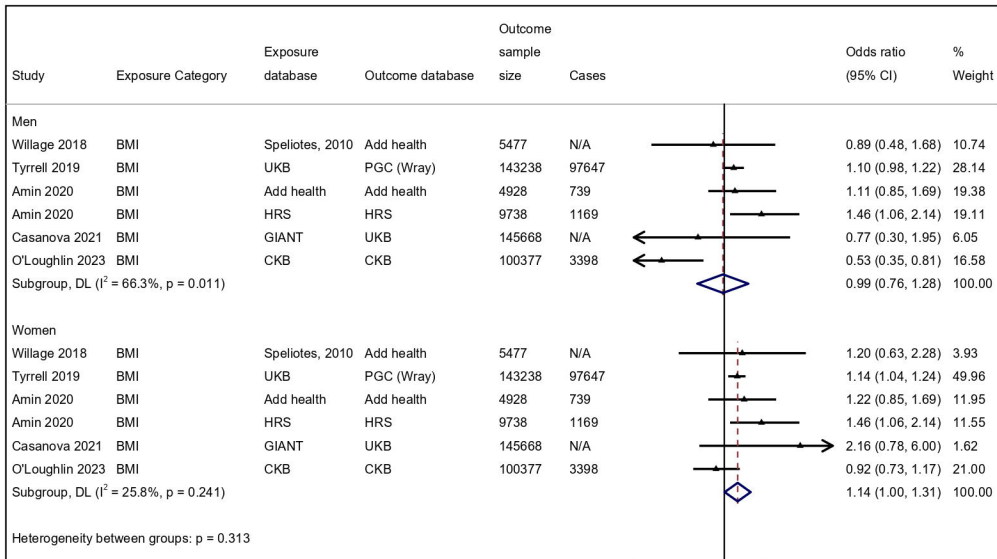 Outcome
Exposure sample Odds ratio %
Study Exposure Category database Outcome database size Cases (95% CI) Weight
Men
Willage 2018 BMI Speliotes, 2010 Add health 5477 N/A 0.89 (0.48, 1.68) 10.74
Tyrrell 2019 BMI UKB PGC (Wray) 143238 97647 1.10 (0.98, 1.22) 28.14
Amin 2020 BMI Add health Add health 4928 739 1.11 (0.85, 1.69) 19.38
Amin 2020 BMI HRS HRS 9738 1169 1.46 (1.06, 2.14) 19.11
Casanova 2021 BMI GIANT UKB 145668 N/A 0.77 (0.30, 1.95) 6.05
O'Loughlin 2023 BMI CKB CKB 100377 3398 0.53 (0.35, 0.81) 16.58
Subgroup, DL (I² = 66.3%, p = 0.011) 0.99 (0.76, 1.28) 100.00
Women
Willage 2018 BMI Speliotes, 2010 Add health 5477 N/A 1.20 (0.63, 2.28) 3.93
Tyrrell 2019 BMI UKB PGC (Wray) 143238 97647 1.14 (1.04, 1.24) 49.96
Amin 2020 BMI Add health Add health 4928 739 1.22 (0.85, 1.69) 11.95
Amin 2020 BMI HRS HRS 9738 1169 1.46 (1.06, 2.14) 11.55
Casanova 2021 BMI GIANT UKB 145668 N/A 2.16 (0.78, 6.00) 1.62
O'Loughlin 2023 BMI CKB CKB 100377 3398 0.92 (0.73, 1.17) 21.00
Subgroup, DL (I² = 25.8%, p = 0.241) 1.14 (1.00, 1.31) 100.00
Heterogeneity between groups: p = 0.313